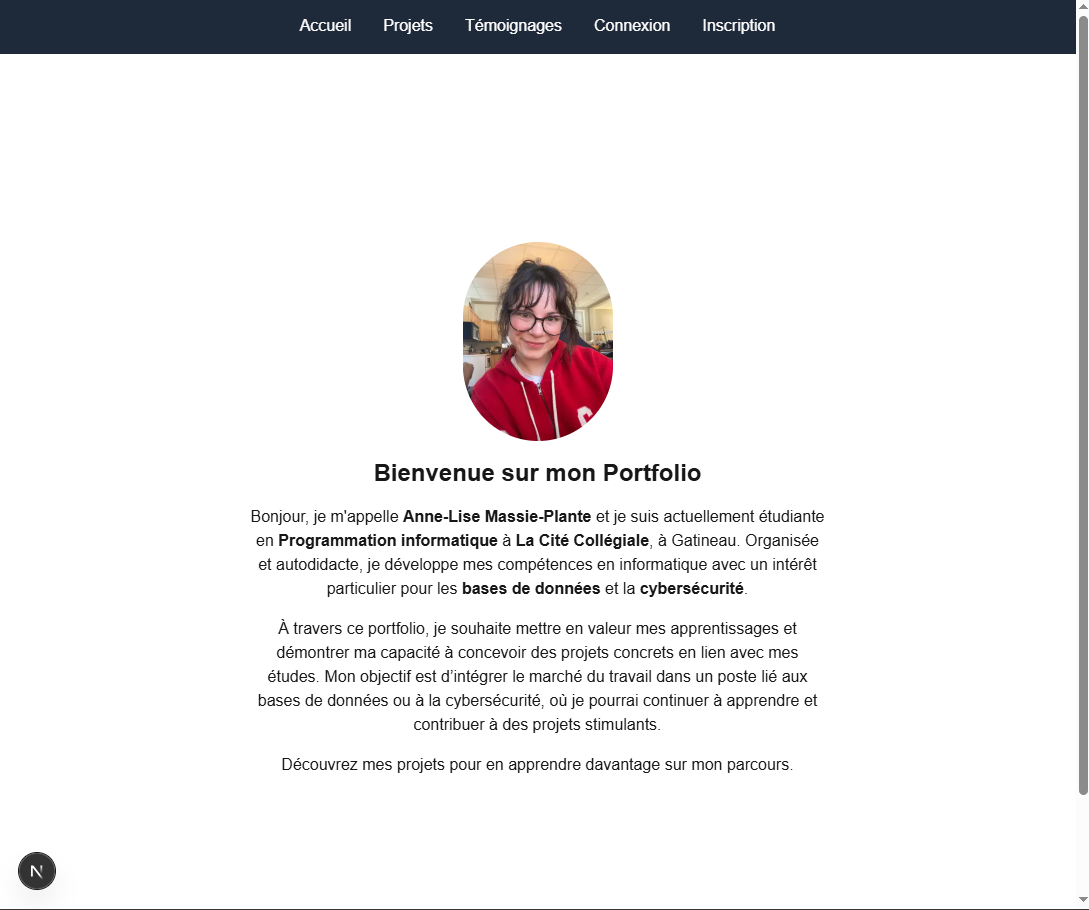 Accueil Projets Témoignages Connexion Inscription
Bienvenue sur mon Portfolio
Bonjour, je m'appelle Anne-Lise Massie-Plante et je suis actuellement étudiante
en Programmation informatique à La Cité Collégiale, à Gatineau. Organisée
et autodidacte, je développe mes compétences en informatique avec un intérêt
particulier pour les bases de données et la cybersécurité.
À travers ce portfolio, je souhaite mettre en valeur mes apprentissages et
démontrer ma capacité à concevoir des projets concrets en lien avec mes
études. Mon objectif est d’intégrer le marché du travail dans un poste lié aux
bases de données ou à la cybersécurité, où je pourrai continuer à apprendre et
contribuer à des projets stimulants.
Découvrez mes projets pour en apprendre davantage sur mon parcours.
N